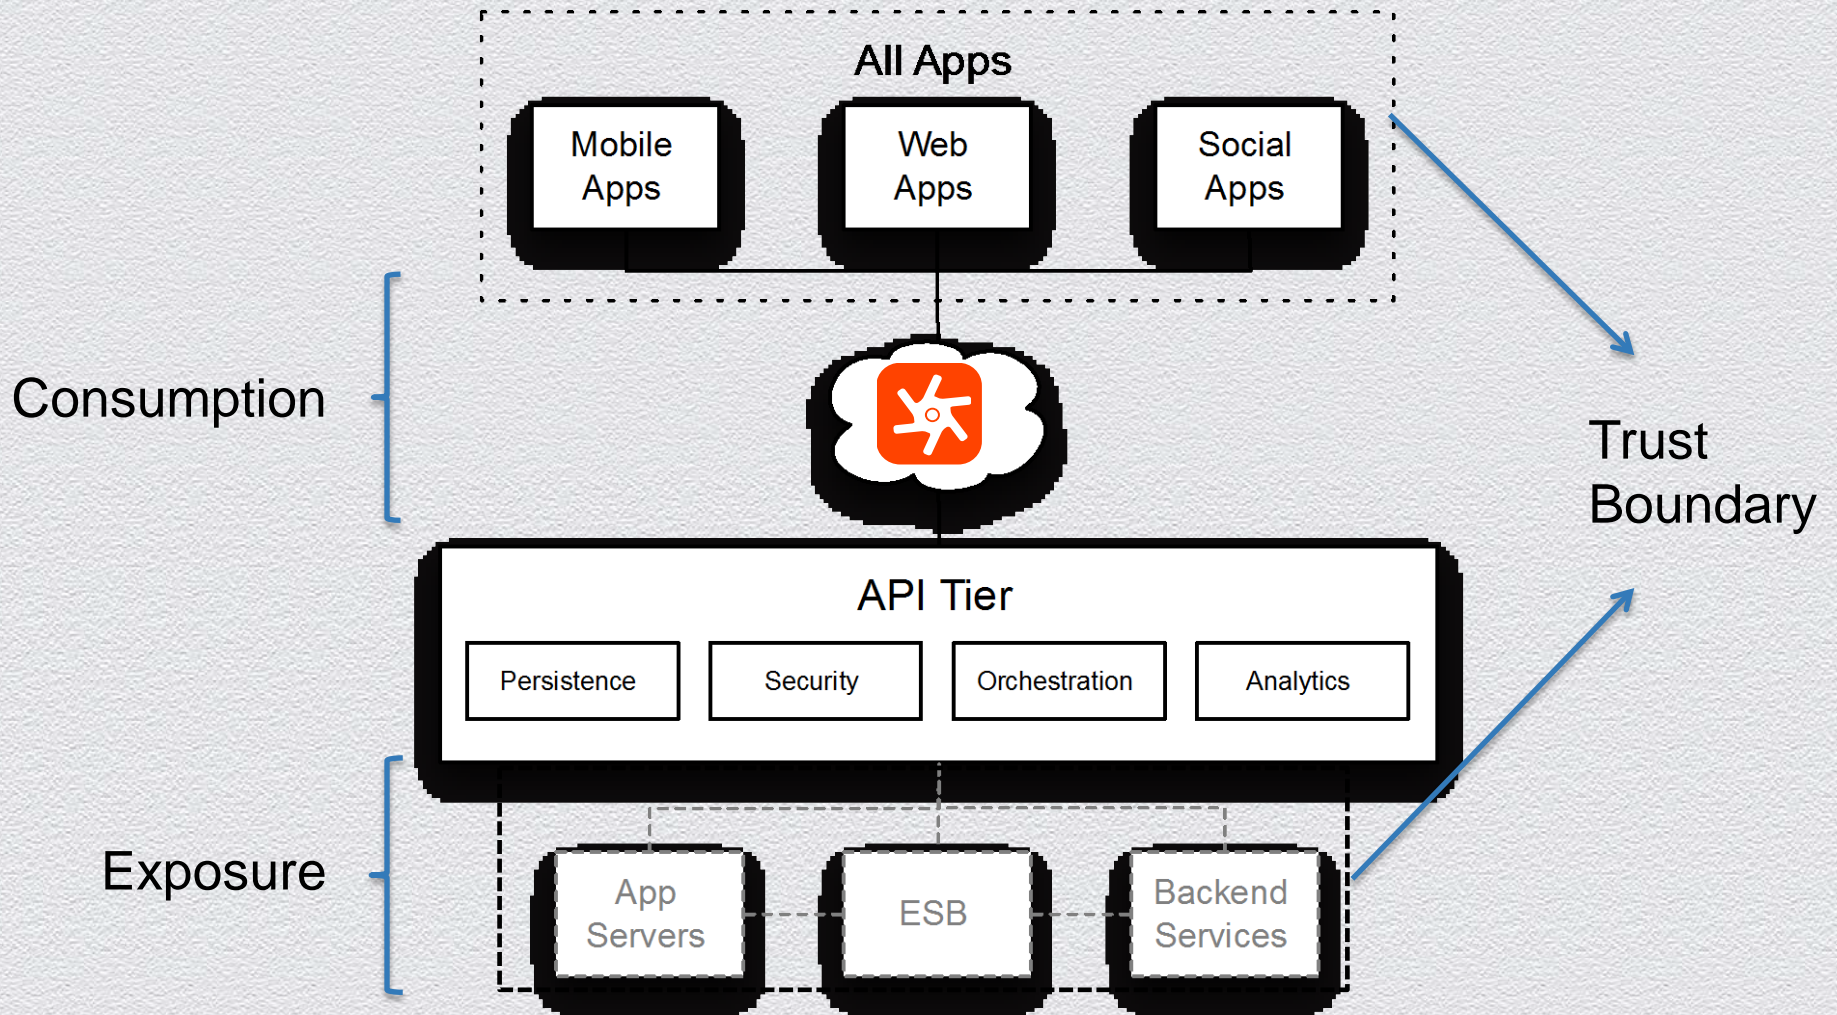 All Apps
Mobile
Apps
Web
Apps
Social
Apps
Consumption
Trust
Boundary
API Tier
Persistence
Security
Orchestration
Analytics
Exposure
App
Servers
ESB
Backend
Services